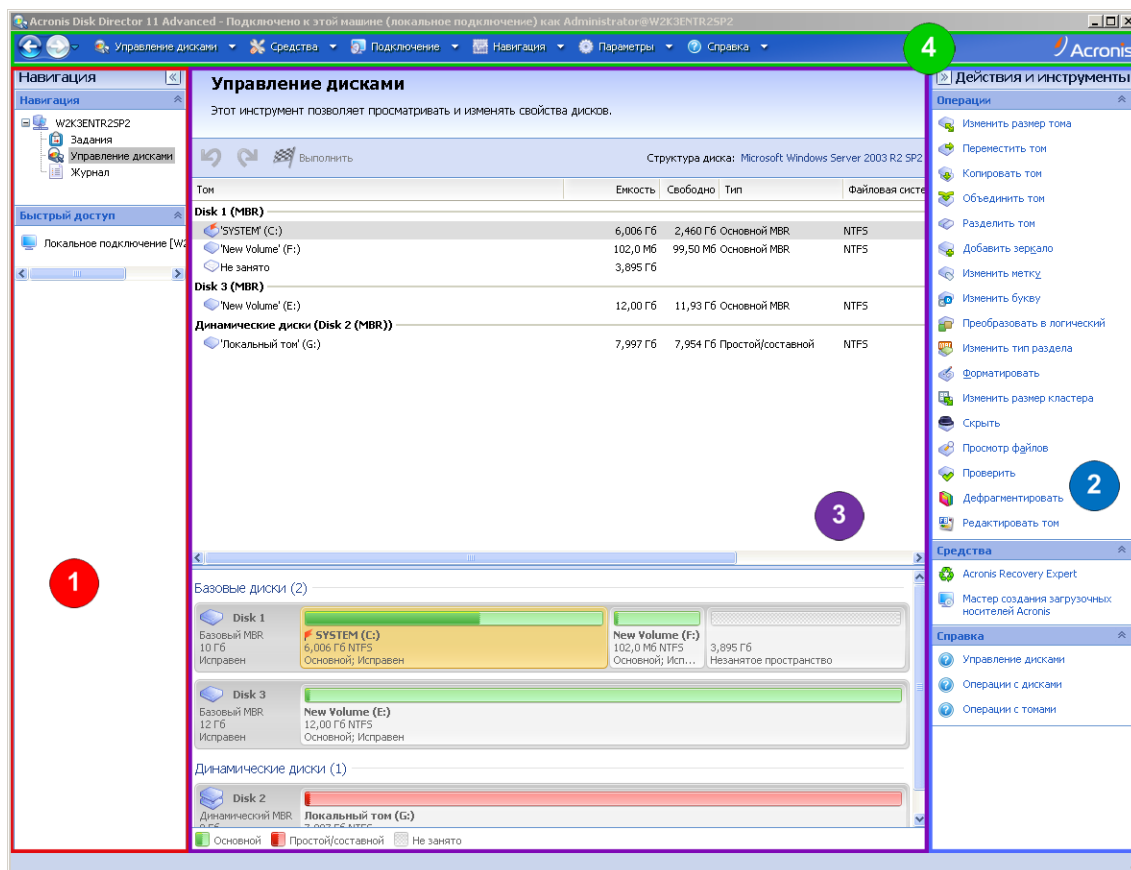 Acronis Disk Director 11 Advanced - Подключено к этой машине (локальное подключение) как Administrator@W2K3ENTR2SP2
Управление дисками Средства Подключение Навигация Параметры Справка 4 Acronis
Навигация
Навигация
W2K3ENTR2SP2
Задания
Управление дисками
Журнал
Быстрый доступ
Локальное подключение [W2
1
Управление дисками
Этот инструмент позволяет просматривать и изменять свойства дисков.
Выполнить Структура диска: Microsoft Windows Server 2003 R2 SP2
Том Емкость Свободно Тип Файловая систе
Disk 1 (MBR)
'SYSTEM' (C:) 6,006 Гб 2,460 Гб Основной MBR NTFS
'New Volume' (F:) 102,0 Мб 99,50 Мб Основной MBR NTFS
Не занято 3,895 Гб
Disk 3 (MBR)
'New Volume' (E:) 12,00 Гб 11,93 Гб Основной MBR NTFS
Динамические диски (Disk 2 (MBR))
'Локальный том' (G:) 7,997 Гб 7,954 Гб Простой/составной NTFS
3
Базовые диски (2)
Disk 1
Базовый MBR
10 Гб
Исправен
SYSTEM (C:)
6,006 Гб NTFS
Основной; Исправен
New Volume (F:)
102,0 Мб NTFS
Основной; Исп...
3,895 Гб
Незанятое пространство
Disk 3
Базовый MBR
12 Гб
Исправен
New Volume (E:)
12,00 Гб NTFS
Основной; Исправен
Динамические диски (1)
Disk 2
Динамический MBR
Локальный том (G:)
Основной Простой/составной Не занято
Действия и инструменты
Операции
Изменить размер тома
Переместить том
Копировать том
Объединить том
Разделить том
Добавить зеркало
Изменить метку
Изменить букву
Преобразовать в логический
Изменить тип раздела
Форматировать
Изменить размер кластера
Скрыть
Просмотр файлов
Проверить
Дефрагментировать
2
Редактировать том
Средства
Acronis Recovery Expert
Мастер создания загрузочных
носителей Acronis
Справка
Управление дисками
Операции с дисками
Операции с томами